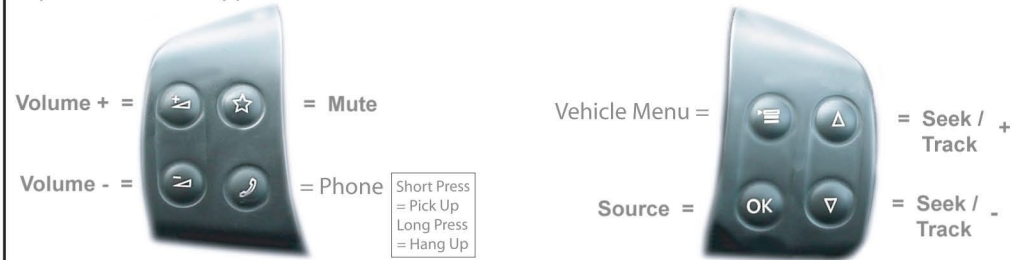 Volume + =
= Mute
Volume - =
= Phone
Short Press
= Pick Up
Long Press
= Hang Up
Vehicle Menu =
= Seek / +
Track
Source =
OK
= Seek / -
Track